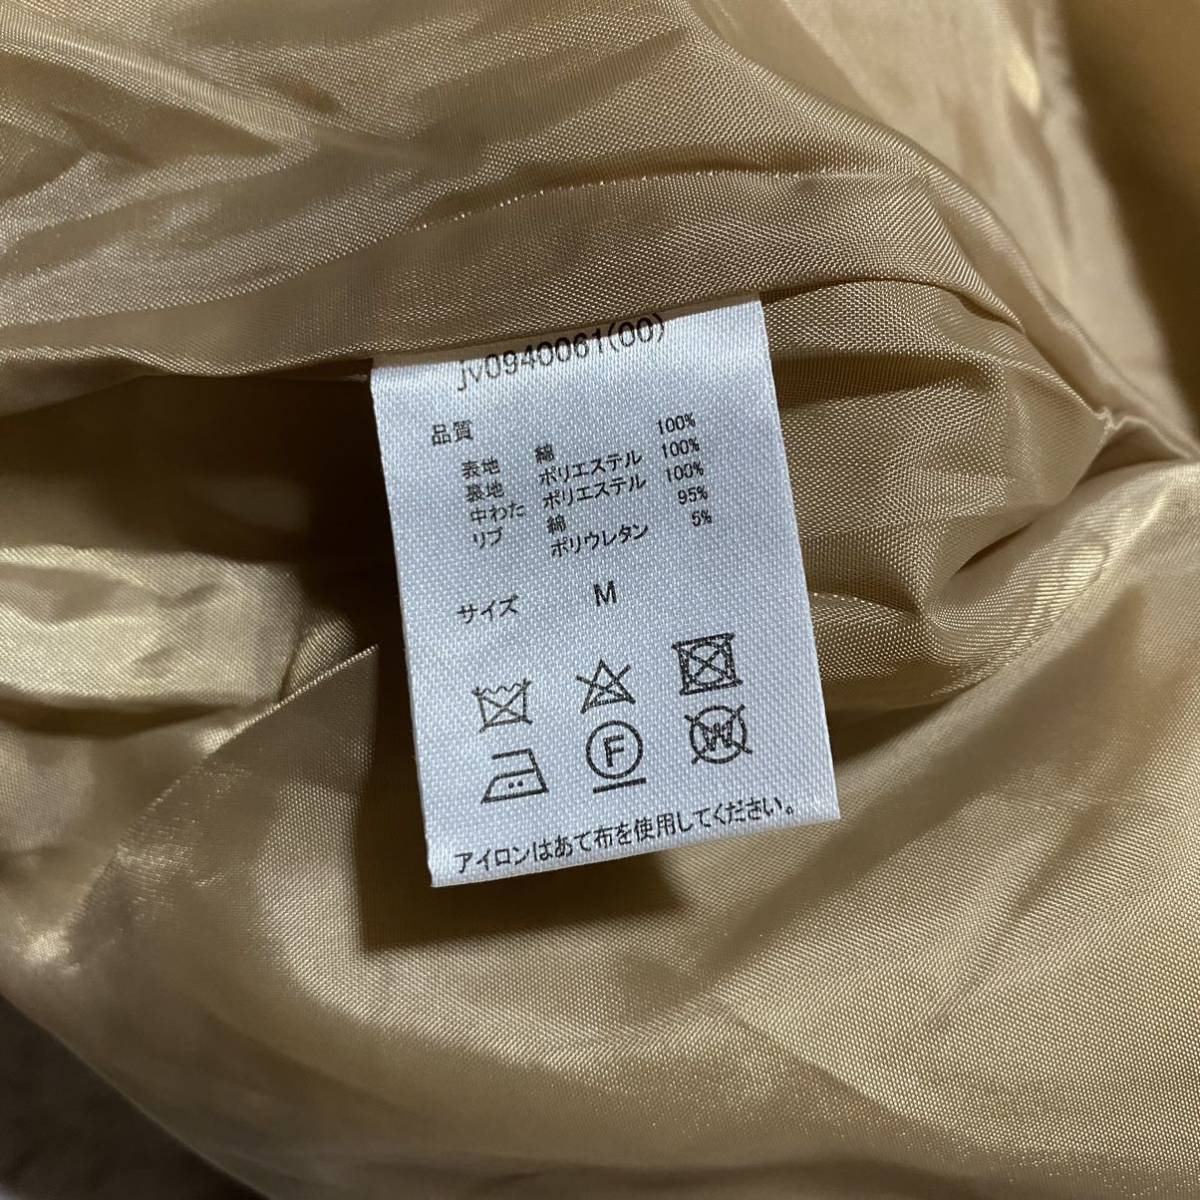 jv0940061(00)
品質
表地 綿 100%
裏地 ポリエステル 100%
中わた ポリエステル 100%
リブ 綿 95%
ポリウレタン 5%
サイズ M
F
W
アイロンはあて布を使用してください。